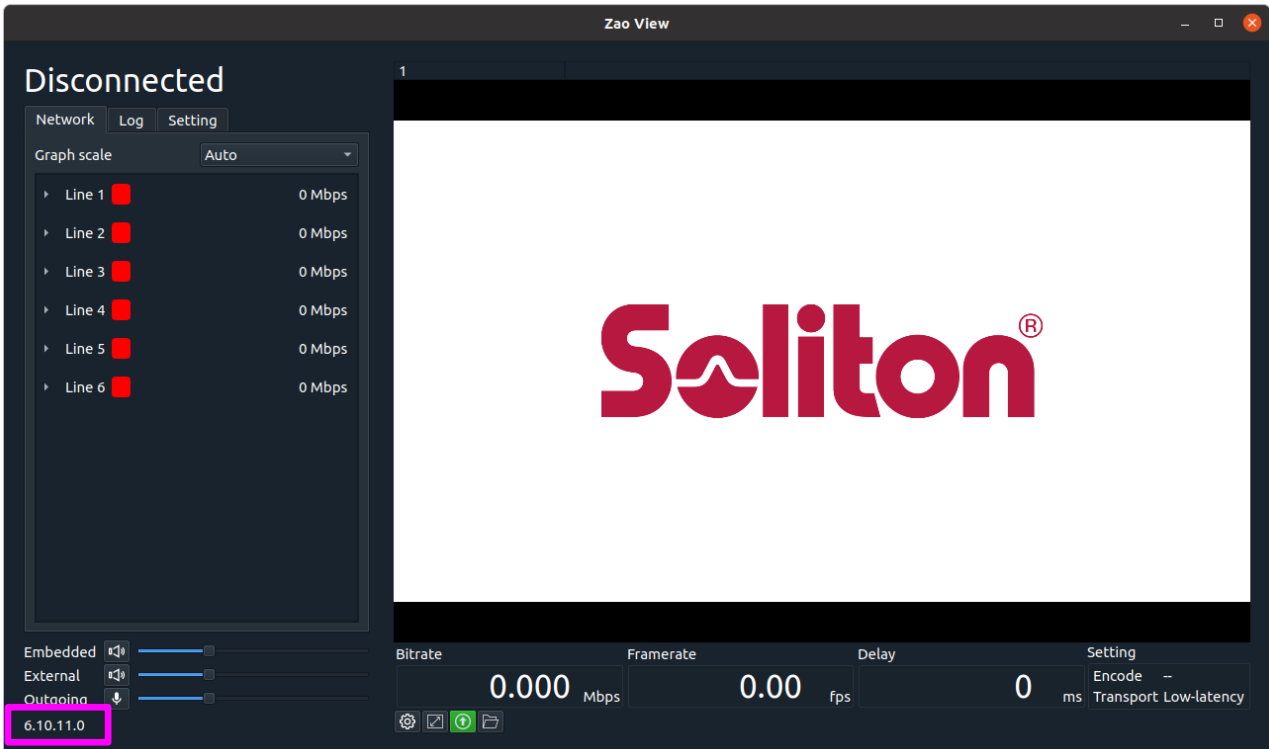 Zao View
Disconnected
Network Log Setting
Graph scale Auto
Line 1 0 Mbps
Line 2 0 Mbps
Line 3 0 Mbps
Line 4 0 Mbps
Line 5 0 Mbps
Line 6 0 Mbps
Embedded
External
Outgoing
6.10.11.0
1
Soliton®
Bitrate Framerate Delay Setting
0.000 Mbps 0.00 fps 0 ms
Encode --
Transport Low-latency